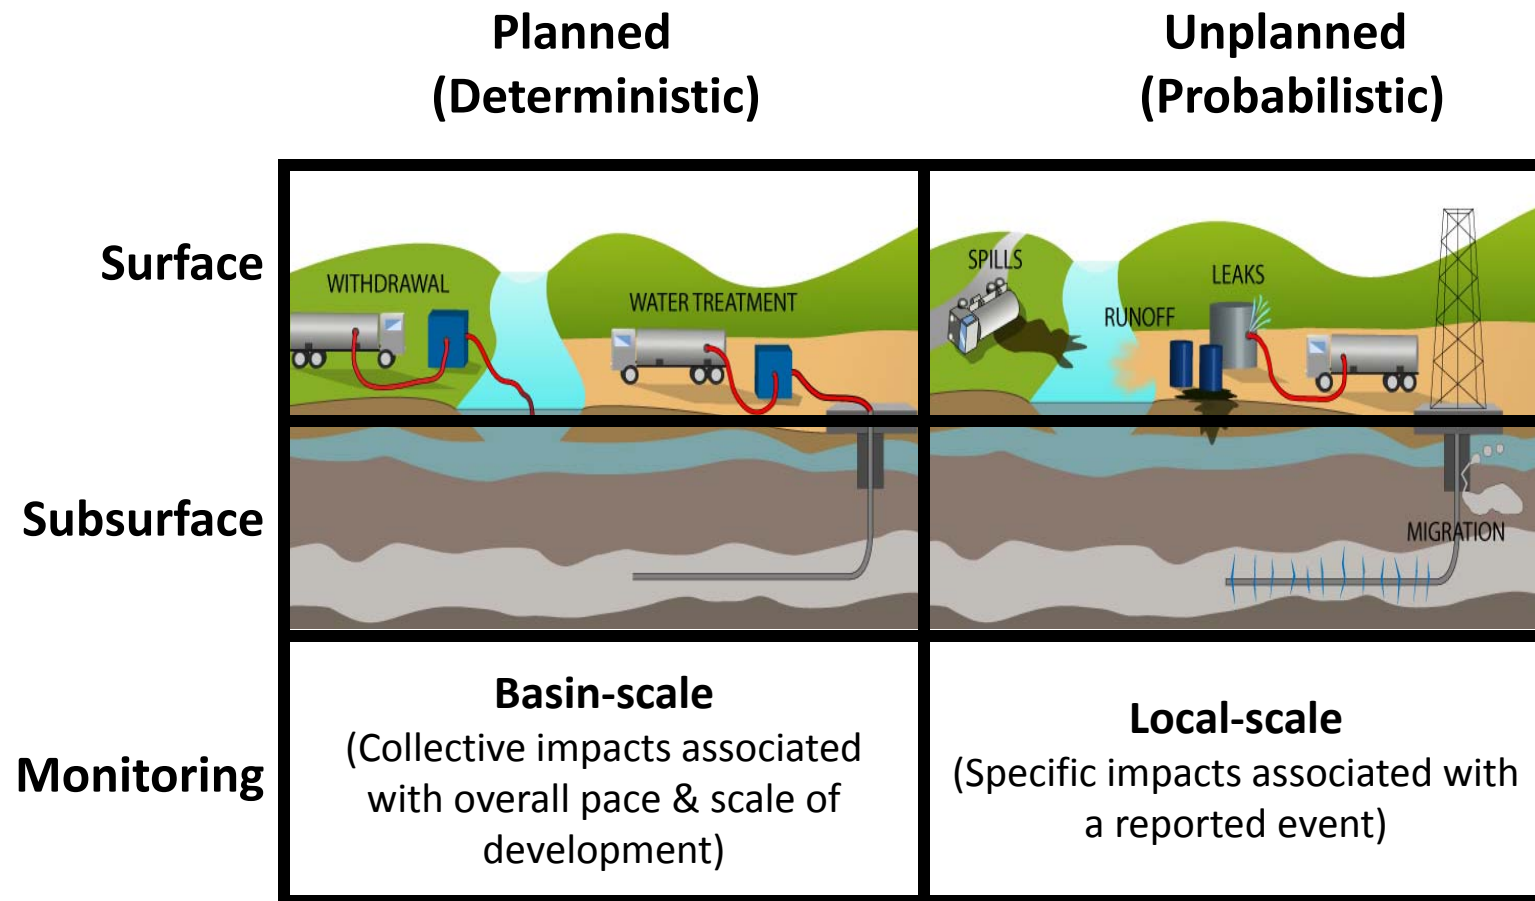 Planned
(Deterministic)
Unplanned
(Probabilistic)
Surface
WITHDRAWAL
WATER TREATMENT
SPILLS
RUNOFF
LEAKS
Subsurface
MIGRATION
Monitoring
Basin-scale
(Collective impacts associated
with overall pace & scale of
development)
Local-scale
(Specific impacts associated with
a reported event)